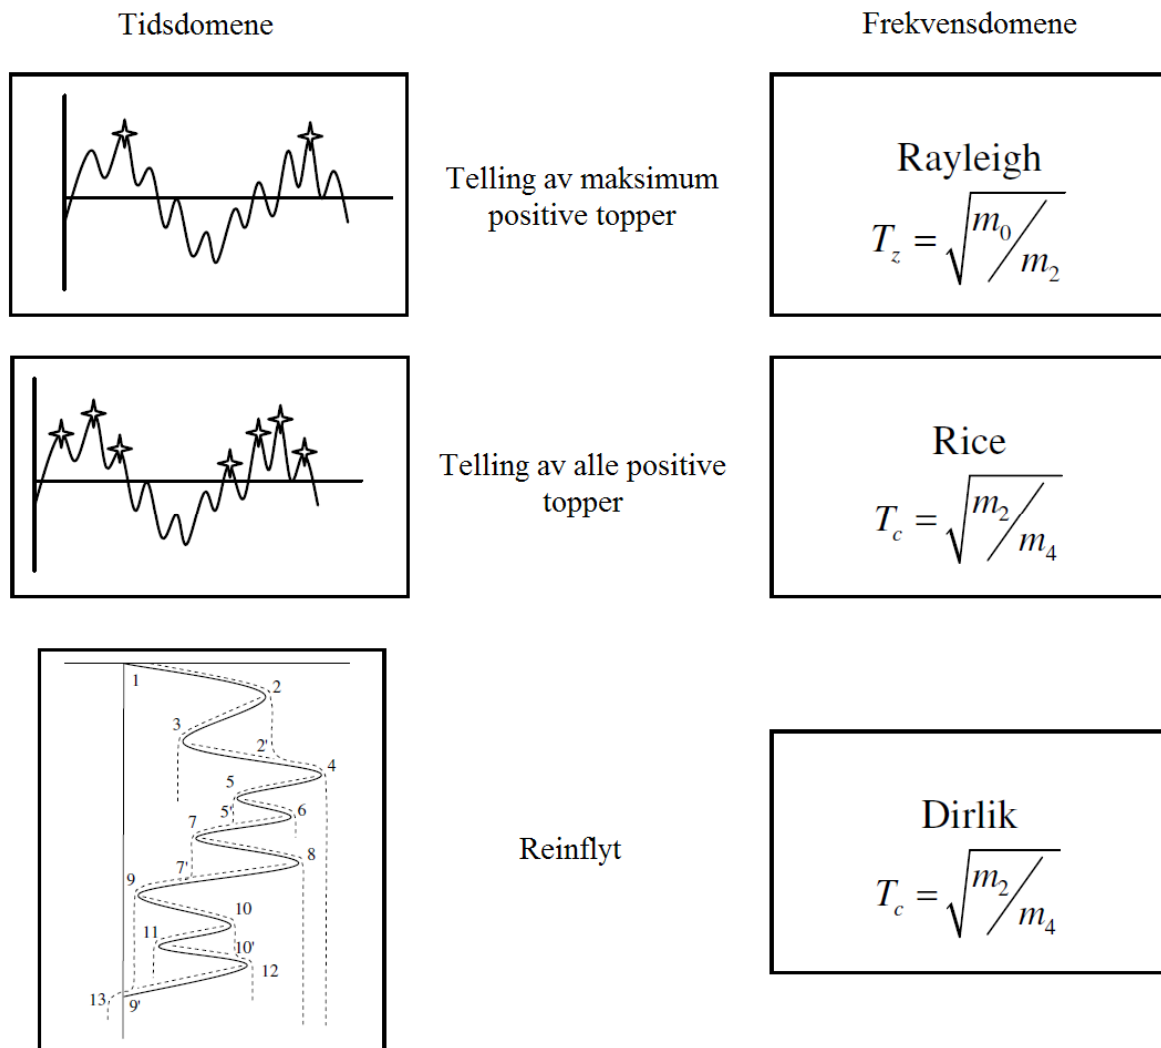 Tidsdomene
Frekvensdomene
Telling av maksimum
positive topper
Rayleigh
T_z = √(m_0/m_2)
Telling av alle positive
topper
Rice
T_c = √(m_2/m_4)
1
2
3
2'
4
5
5'
6
7
7'
8
9
10
11
10'
12
13
9'
Reinflyt
Dirlik
T_c = √(m_2/m_4)